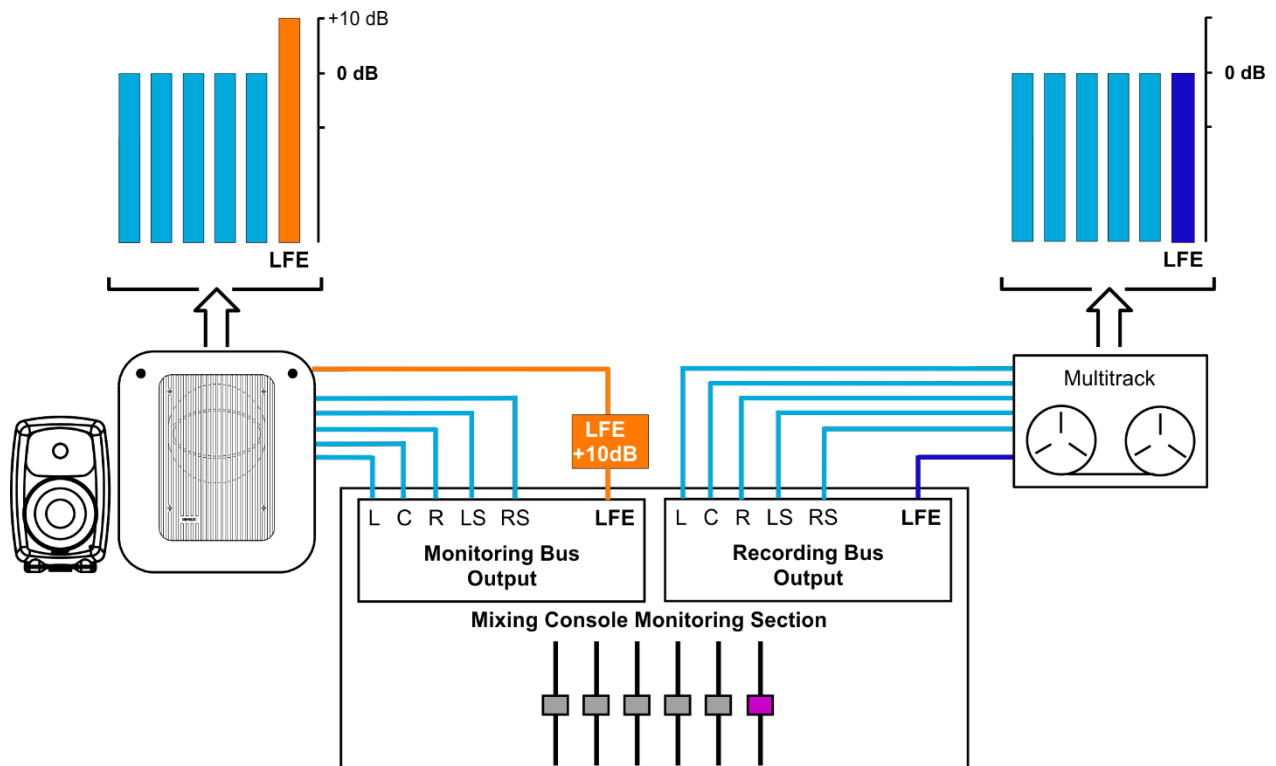 +10 dB
0 dB
LFE
0 dB
LFE
Multitrack
LFE
+10dB
L C R LS RS LFE
Monitoring Bus
Output
L C R LS RS LFE
Recording Bus
Output
Mixing Console Monitoring Section